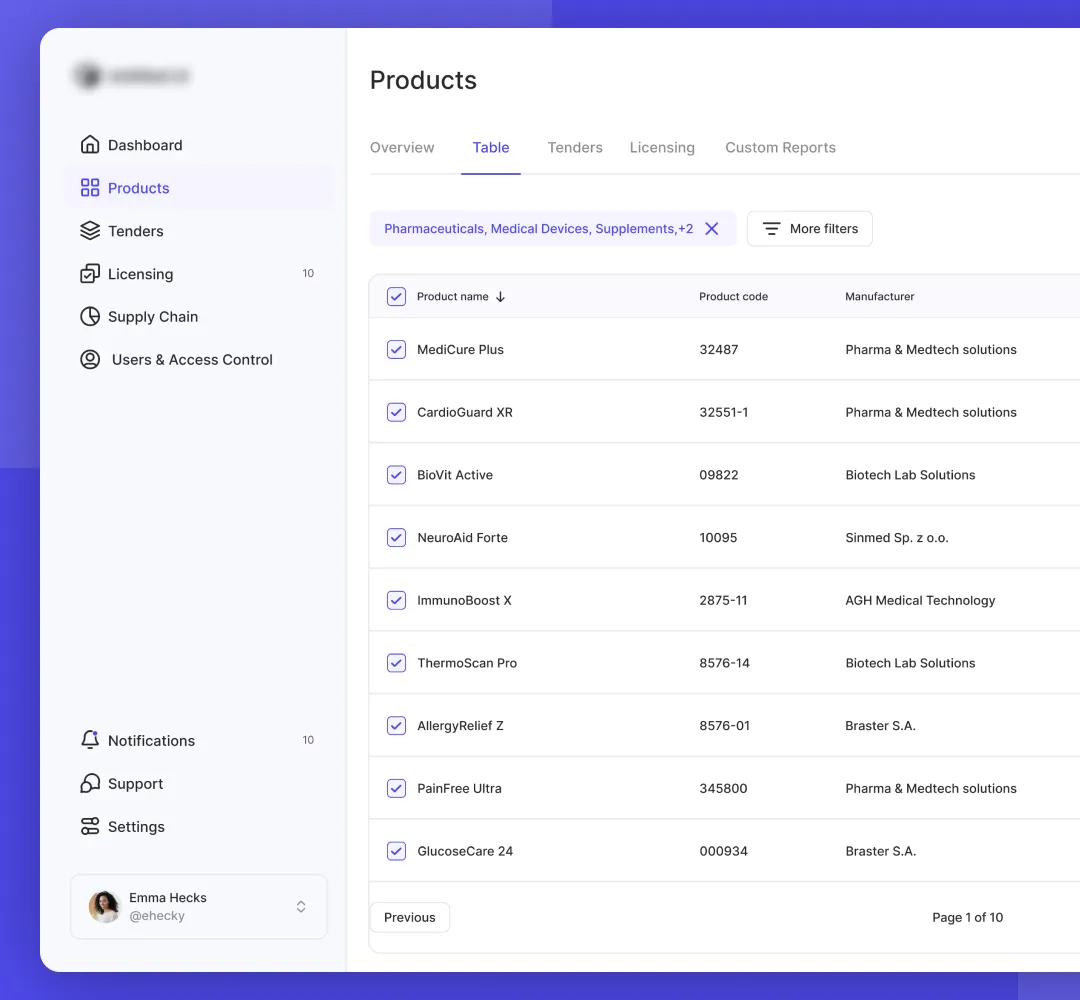 Products
Dashboard
Products
Tenders
Licensing 10
Supply Chain
Users & Access Control
Overview Table Tenders Licensing Custom Reports
Pharmaceuticals, Medical Devices, Supplements,+2
More filters
Product name Product code Manufacturer
MediCure Plus 32487 Pharma & Medtech solutions
CardioGuard XR 32551-1 Pharma & Medtech solutions
BioVit Active 09822 Biotech Lab Solutions
NeuroAid Forte 10095 Sinmed Sp. z o.o.
ImmunoBoost X 2875-11 AGH Medical Technology
ThermoScan Pro 8576-14 Biotech Lab Solutions
AllergyRelief Z 8576-01 Braster S.A.
PainFree Ultra 345800 Pharma & Medtech solutions
GlucoseCare 24 000934 Braster S.A.
Previous Page 1 of 10
Notifications 10
Support
Settings
Emma Hecks
@ehecky